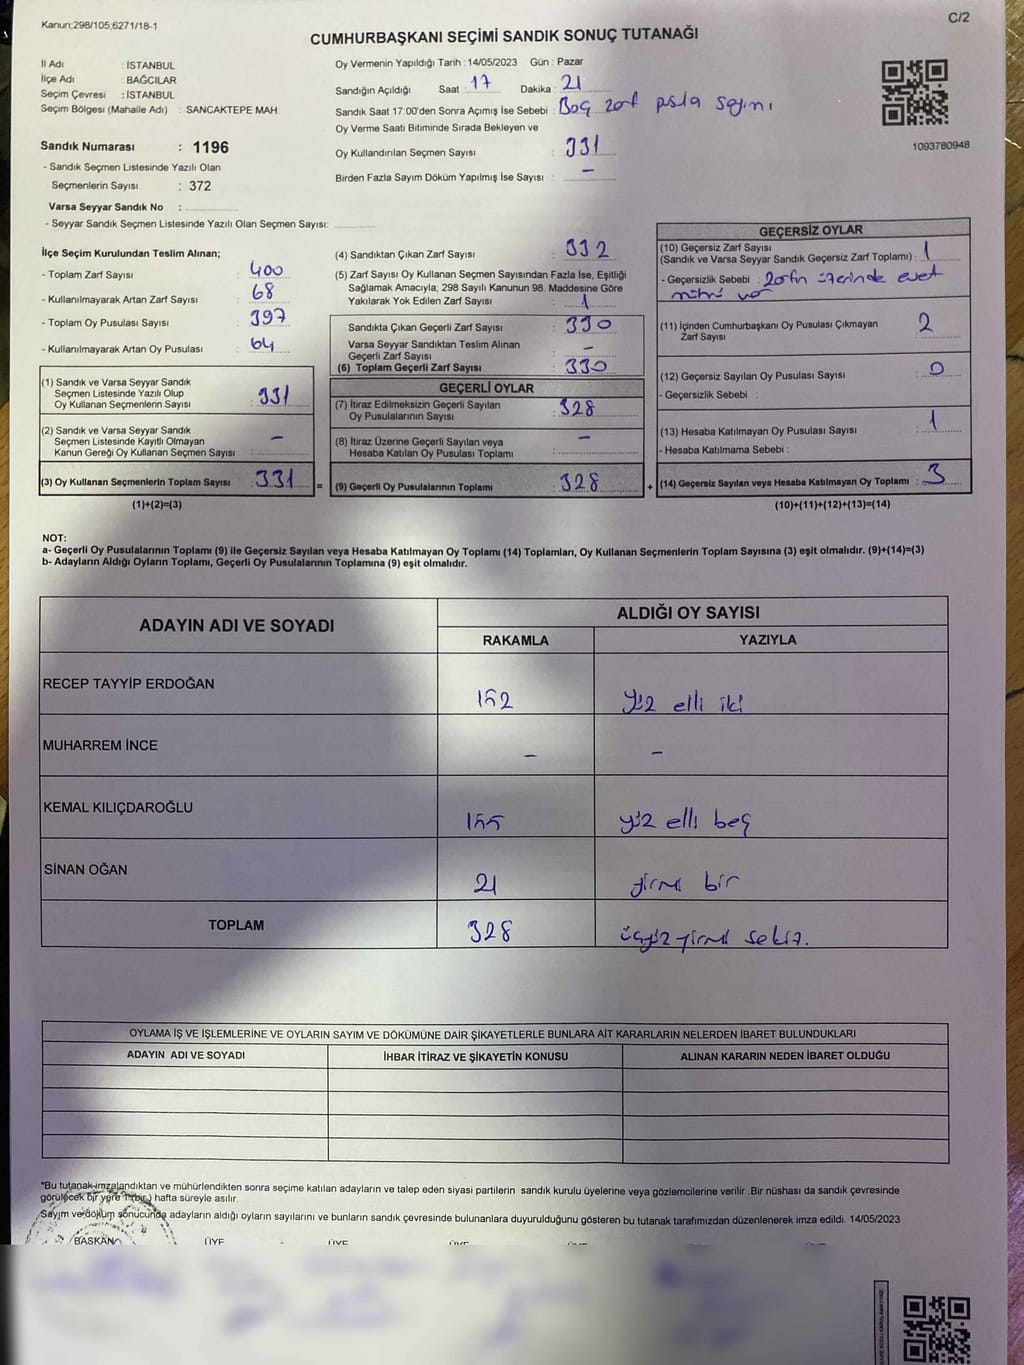 Kanun;298/105;6271/18-1
C/2
CUMHURBAŞKANI SEÇİMİ SANDIK SONUÇ TUTANAĞI
İl Adı : İSTANBUL
İlçe Adı : BAĞCILAR
Seçim Çevresi : İSTANBUL
Seçim Bölgesi (Mahalle Adı) : SANCAKTEPE MAH.
Sandık Numarası : 1196
- Sandık Seçmen Listesinde Yazılı Olan
Seçmenlerin Sayısı : 372
Varsa Seyyar Sandık No :
- Seyyar Sandık Seçmen Listesinde Yazılı Olan Seçmen Sayısı:
Oy Vermenin Yapıldığı Tarih : 14/05/2023 Gün : Pazar
Sandığın Açıldığı Saat : 17 Dakika : 21
Sandık Saat 17:00'den Sonra Açımış İse Sebebi : Boş zarf pusla sayımı
Oy Verme Saati Bitiminde Sırada Bekleyen ve
Oy Kullandırılan Seçmen Sayısı : 331
Birden Fazla Sayım Döküm Yapılmış İse Sayısı : -
1093780948
İlçe Seçim Kurulundan Teslim Alınan;
- Toplam Zarf Sayısı : 400
- Kullanılmayarak Artan Zarf Sayısı : 68
- Toplam Oy Pusulası Sayısı : 397
- Kullanılmayarak Artan Oy Pusulası : 64
(1) Sandık ve Varsa Seyyar Sandık
Seçmen Listesinde Yazılı Olup
Oy Kullanan Seçmenlerin Sayısı : 331
(2) Sandık ve Varsa Seyyar Sandık
Seçmen Listesinde Kayıtlı Olmayan
Kanun Gereği Oy Kullanan Seçmen Sayısı : -
(3) Oy Kullanan Seçmenlerin Toplam Sayısı : 331 =
(1)+(2)=(3)
(4) Sandıktan Çıkan Zarf Sayısı : 332
(5) Zarf Sayısı Oy Kullanan Seçmen Sayısından Fazla İse, Eşitliği
Sağlamak Amacıyla; 298 Sayılı Kanunun 98. Maddesine Göre
Yakılarak Yok Edilen Zarf Sayısı : 1
Sandıkta Çıkan Geçerli Zarf Sayısı : 330
Varsa Seyyar Sandıktan Teslim Alınan
Geçerli Zarf Sayısı : -
(6) Toplam Geçerli Zarf Sayısı : 330
GEÇERLİ OYLAR
(7) İtiraz Edilmeksizin Geçerli Sayılan
Oy Pusulalarının Sayısı : 328
(8) İtiraz Üzerine Geçerli Sayılan veya
Hesaba Katılan Oy Pusulası Toplamı : -
(9) Geçerli Oy Pusulalarının Toplamı : 328 +
GEÇERSİZ OYLAR
(10) Geçersiz Zarf Sayısı
(Sandık ve Varsa Seyyar Sandık Geçersiz Zarf Toplamı) : 1
- Geçersizlik Sebebi : Zarfın üzerinde evet
mührü var
(11) İçinden Cumhurbaşkanı Oy Pusulası Çıkmayan
Zarf Sayısı : 2
(12) Geçersiz Sayılan Oy Pusulası Sayısı : 0
- Geçersizlik Sebebi :
(13) Hesaba Katılmayan Oy Pusulası Sayısı : 1
- Hesaba Katılmama Sebebi :
(14) Geçersiz Sayılan veya Hesaba Katılmayan Oy Toplamı : 3
(10)+(11)+(12)+(13)=(14)
NOT:
a- Geçerli Oy Pusulalarının Toplamı (9) ile Geçersiz Sayılan veya Hesaba Katılmayan Oy Toplamı (14) Toplamları, Oy Kullanan Seçmenlerin Toplam Sayısına (3) eşit olmalıdır. (9)+(14)=(3)
b- Adayların Aldığı Oyların Toplamı, Geçerli Oy Pusulalarının Toplamına (9) eşit olmalıdır.
ADAYIN ADI VE SOYADI
ALDIĞI OY SAYISI
RAKAMLA YAZIYLA
RECEP TAYYİP ERDOĞAN 152 Yüz elli iki
MUHARREM İNCE - -
KEMAL KILIÇDAROĞLU 155 yüz elli beş
SİNAN OĞAN 21 yirmi bir
TOPLAM 328 üçyüz yirmi sekiz.
OYLAMA İŞ VE İŞLEMLERİNE VE OYLARIN SAYIM VE DÖKÜMÜNE DAİR ŞİKAYETLERLE BUNLARA AİT KARARLARIN NELERDEN İBARET BULUNDUKLARI
ADAYIN ADI VE SOYADI İHBAR İTİRAZ VE ŞİKAYETİN KONUSU ALINAN KARARIN NEDEN İBARET OLDUĞU
*Bu tutanak imzalandıktan ve mühürlendikten sonra seçime katılan adayların ve talep eden siyasi partilerin sandık kurulu üyelerine veya gözlemcilerine verilir .Bir nüshası da sandık çevresinde
görülecek bir yere 1 (bir) hafta süreyle asılır.
Sayım ve döküm sonucunda adayların aldığı oyların sayılarını ve bunların sandık çevresinde bulunanlara duyurulduğunu gösteren bu tutanak tarafımızdan düzenlenerek imza edildi. 14/05/2023
BAŞKAN ÜYE ÜYE ÜYE